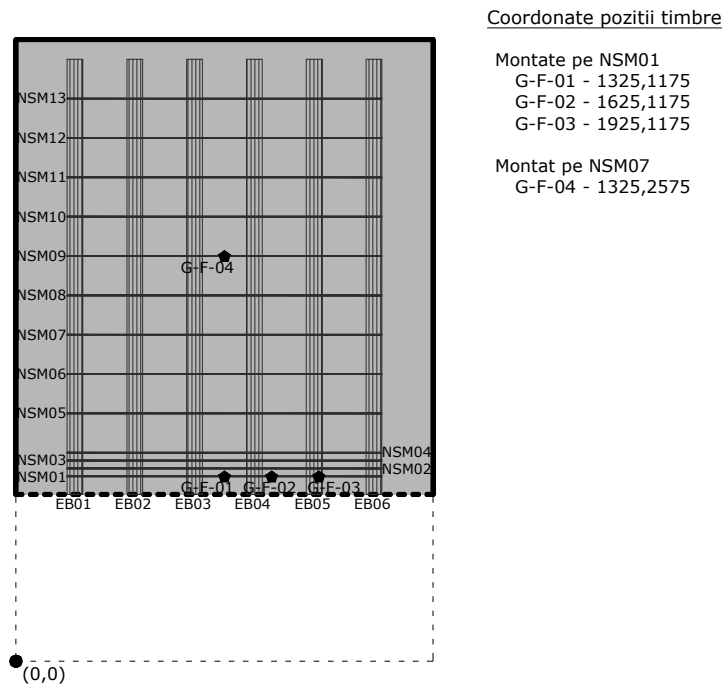 Coordonate pozitii timbre
Montate pe NSM01
G-F-01 - 1325,1175
G-F-02 - 1625,1175
G-F-03 - 1925,1175
Montat pe NSM07
G-F-04 - 1325,2575
NSM13
NSM12
NSM11
NSM10
NSM09
G-F-04
NSM08
NSM07
NSM06
NSM05
NSM04
NSM03
NSM02
NSM01
G-F-01 G-F-02 G-F-03
EB01 EB02 EB03 EB04 EB05 EB06
(0,0)